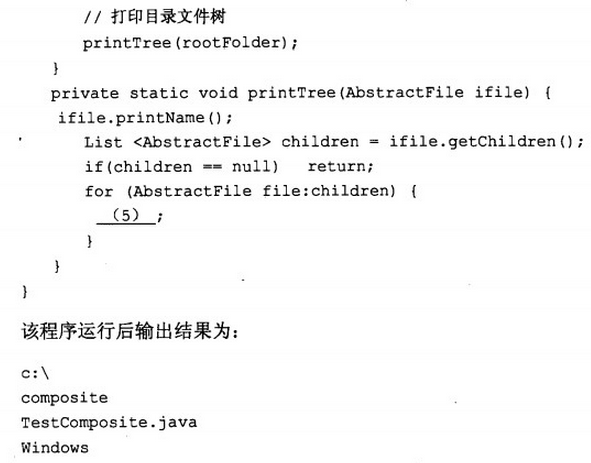 // 打印目录文件树
printTree(rootFolder);
}
private static void printTree(AbstractFile ifile) {
ifile.printName();
List <AbstractFile> children = ifile.getChildren();
if(children == null) return;
for (AbstractFile file:children) {
（5） ;
}
}
}
该程序运行后输出结果为:
c:\
composite
TestComposite.java
Windows